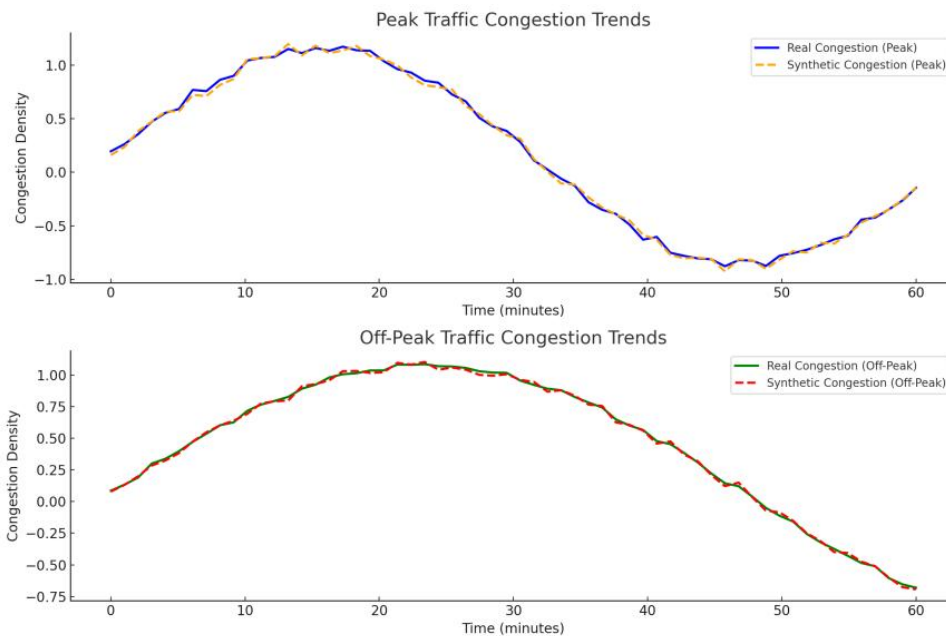 Peak Traffic Congestion Trends
Real Congestion (Peak)
Synthetic Congestion (Peak)
Congestion Density
1.0
0.5
0.0
−0.5
−1.0
0 10 20 30 40 50 60
Time (minutes)
Off-Peak Traffic Congestion Trends
Real Congestion (Off-Peak)
Synthetic Congestion (Off-Peak)
Congestion Density
1.00
0.75
0.50
0.25
0.00
−0.25
−0.50
−0.75
0 10 20 30 40 50 60
Time (minutes)